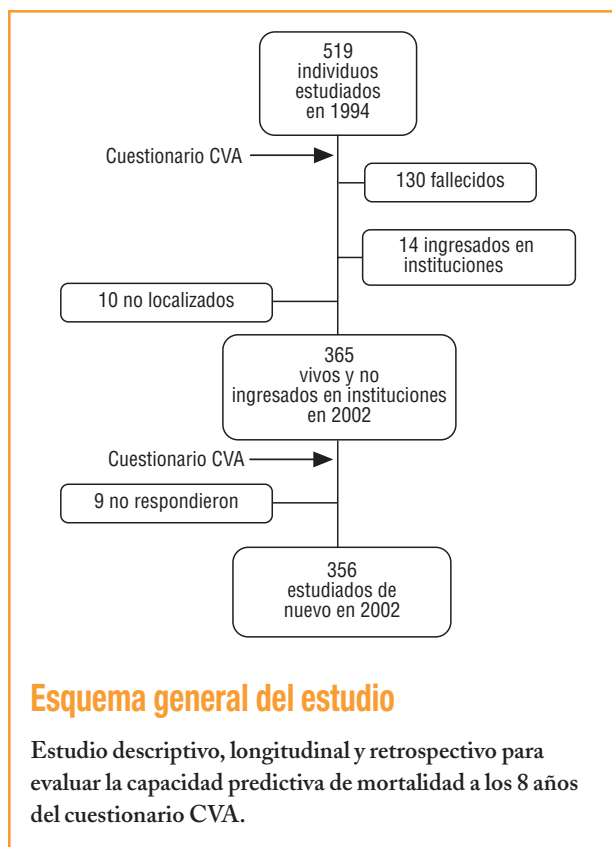 519
individuos
estudiados
en 1994
Cuestionario CVA
130 fallecidos
14 ingresados en
instituciones
10 no localizados
365
vivos y no
ingresados en instituciones
en 2002
Cuestionario CVA
9 no respondieron
356
estudiados de
nuevo en 2002
Esquema general del estudio
Estudio descriptivo, longitudinal y retrospectivo para
evaluar la capacidad predictiva de mortalidad a los 8 años
del cuestionario CVA.